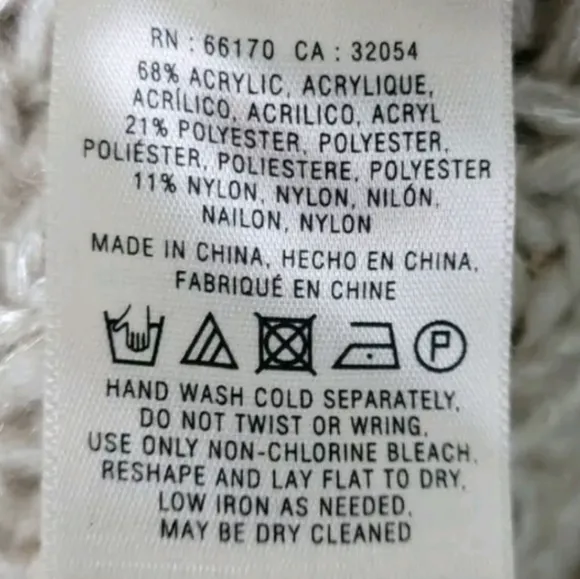 RN : 66170 CA : 32054
68% ACRYLIC, ACRYLIQUE,
ACRÍLICO, ACRILICO, ACRYL
21% POLYESTER, POLYESTER,
POLIÉSTER, POLIESTERE, POLYESTER
11% NYLON, NYLON, NILÓN,
NAILON, NYLON
MADE IN CHINA, HECHO EN CHINA,
FABRIQUÉ EN CHINE
P
HAND WASH COLD SEPARATELY,
DO NOT TWIST OR WRING,
USE ONLY NON-CHLORINE BLEACH.
RESHAPE AND LAY FLAT TO DRY,
LOW IRON AS NEEDED,
MAY BE DRY CLEANED